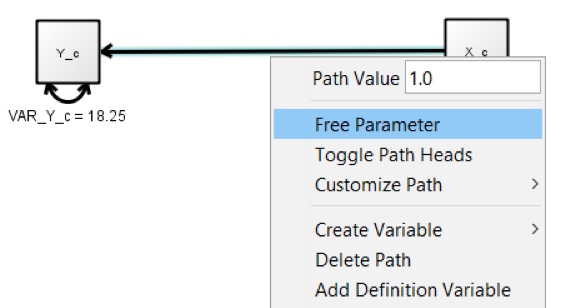 Y_c
X_c
VAR_Y_c = 18.25
Path Value 1.0
Free Parameter
Toggle Path Heads
Customize Path
Create Variable
Delete Path
Add Definition Variable